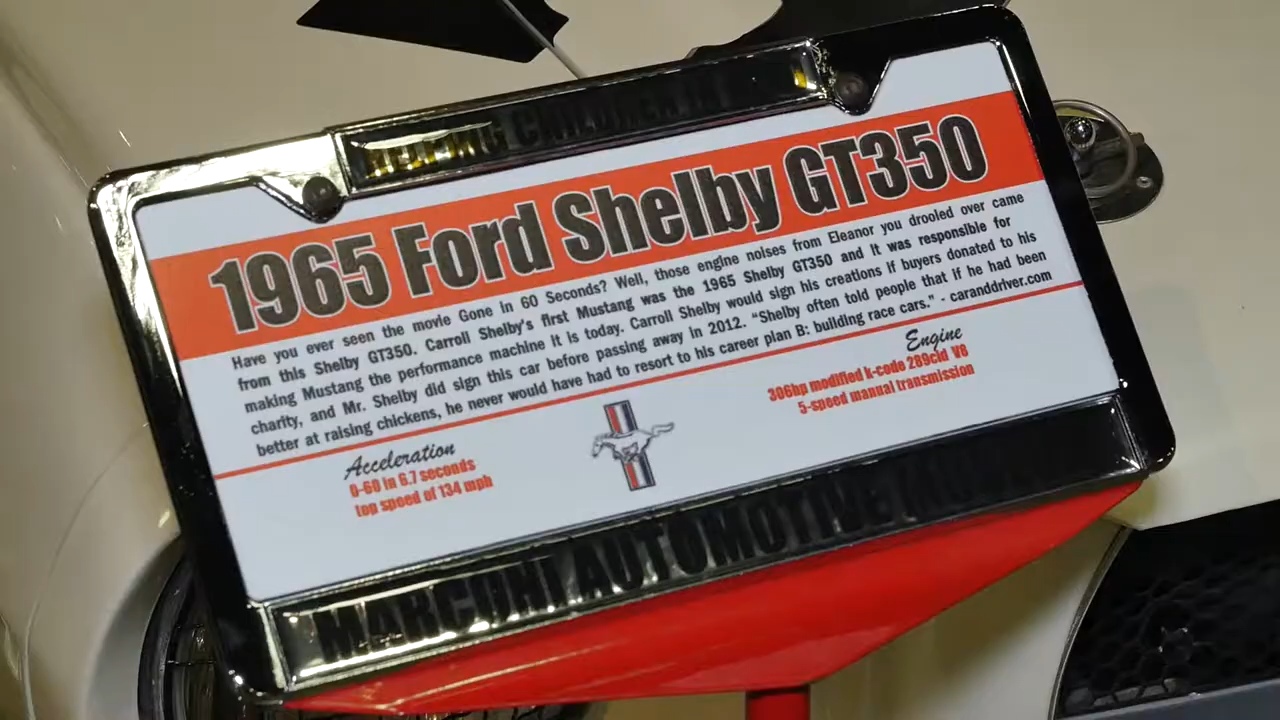 HELPING CHILDREN IN
1965 Ford Shelby GT350
Have you ever seen the movie Gone in 60 Seconds? Well, those engine noises from Eleanor you drooled over came
from this Shelby GT350. Carroll Shelby's first Mustang was the 1965 Shelby GT350 and it was responsible for
making Mustang the performance machine it is today. Carroll Shelby would sign his creations if buyers donated to his
charity, and Mr. Shelby did sign this car before passing away in 2012. "Shelby often told people that if he had been
better at raising chickens, he never would have had to resort to his career plan B: building race cars." - caranddriver.com
Acceleration
0-60 in 6.7 seconds
top speed of 134 mph
Engine
306hp modified k-code 289cid V8
5-speed manual transmission
MARCONI AUTOMOTIVE MUSEUM